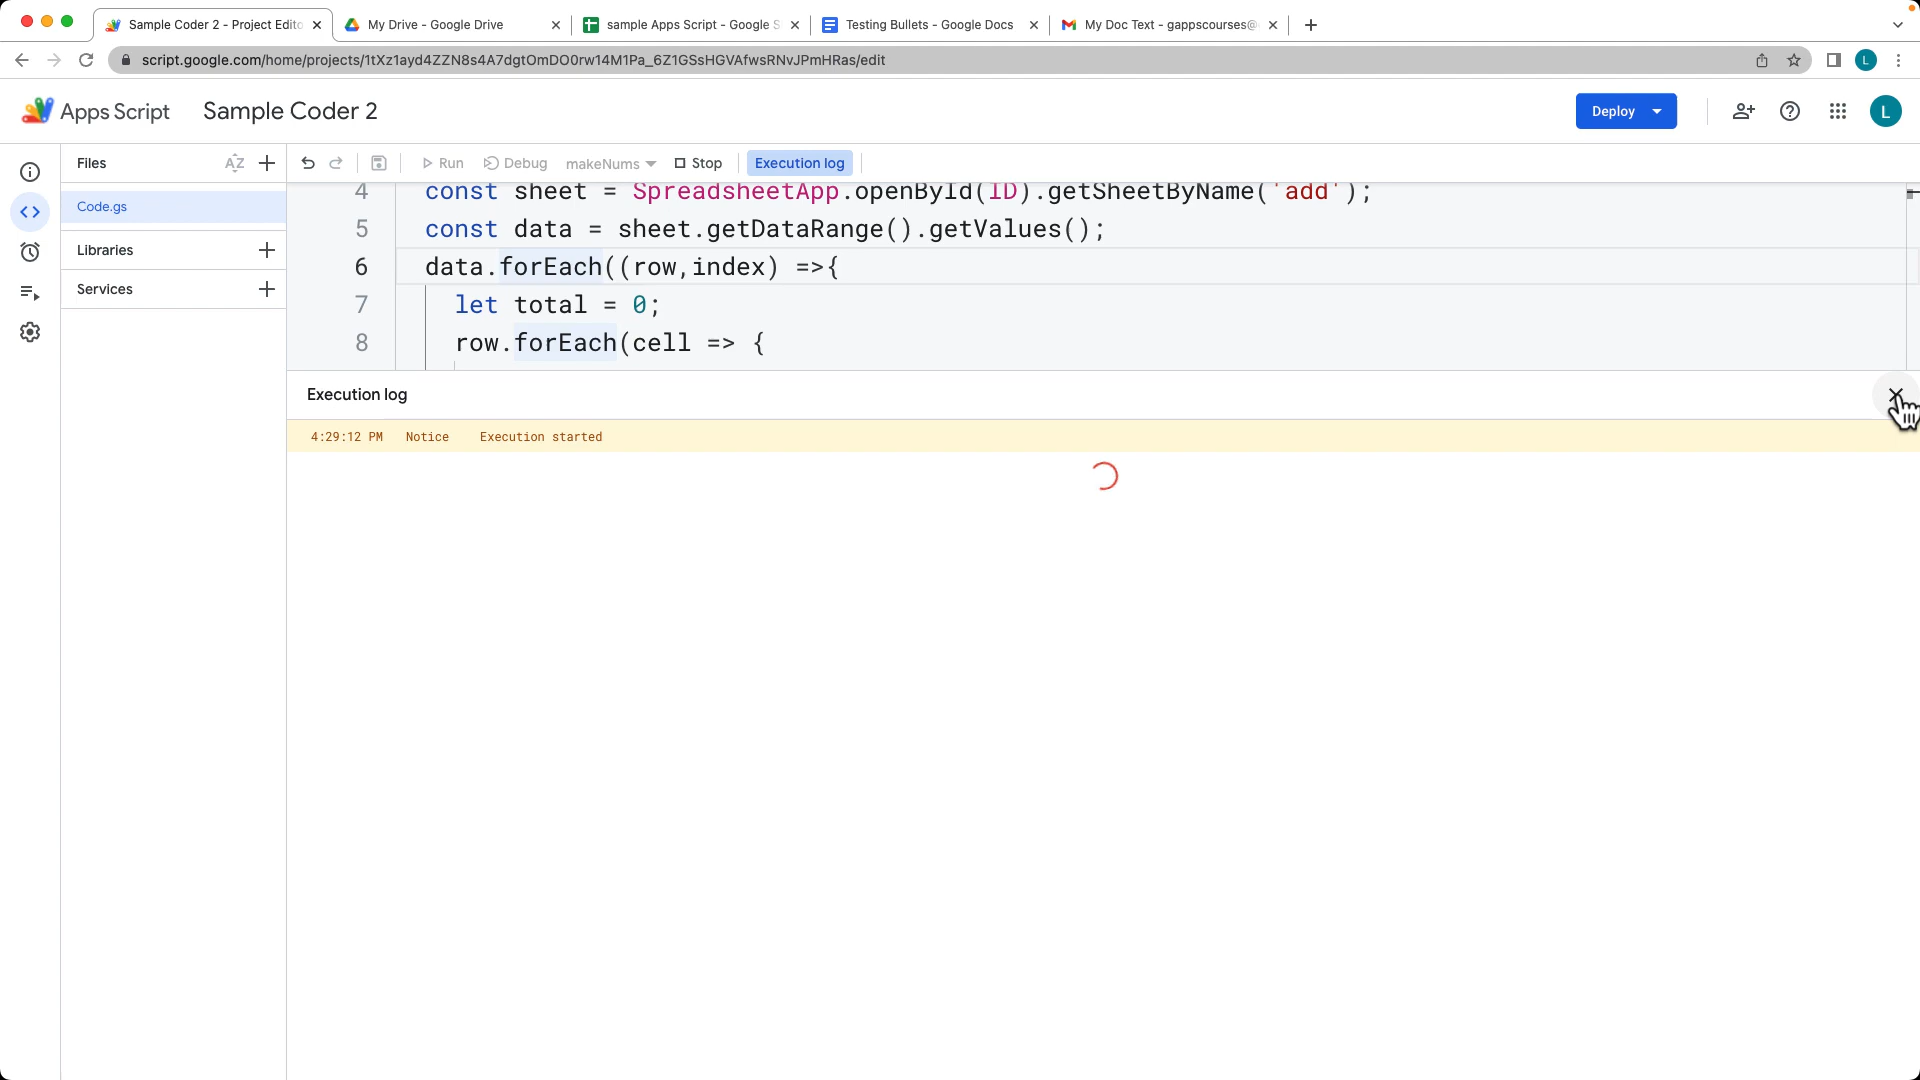 Sample Coder 2 - Project Edito
My Drive - Google Drive
sample Apps Script - Google S
Testing Bullets - Google Docs
My Doc Text - gappscourses@
script.google.com/home/projects/1tXz1ayd4ZZN8s4A7dgtOmDO0rw14M1Pa_6Z1GSsHGVAfwsRNvJPmHRas/edit
L
Apps Script
Sample Coder 2
Deploy
L
Files
AZ
Run
Debug
makeNums
Stop
Execution log
Code.gs
Libraries
Services
4 const sheet = SpreadsheetApp.openById(ID).getSheetByName('add');
5 const data = sheet.getDataRange().getValues();
6 data.forEach((row,index) =>{
7 let total = 0;
8 row.forEach(cell => {
Execution log
4:29:12 PM Notice Execution started